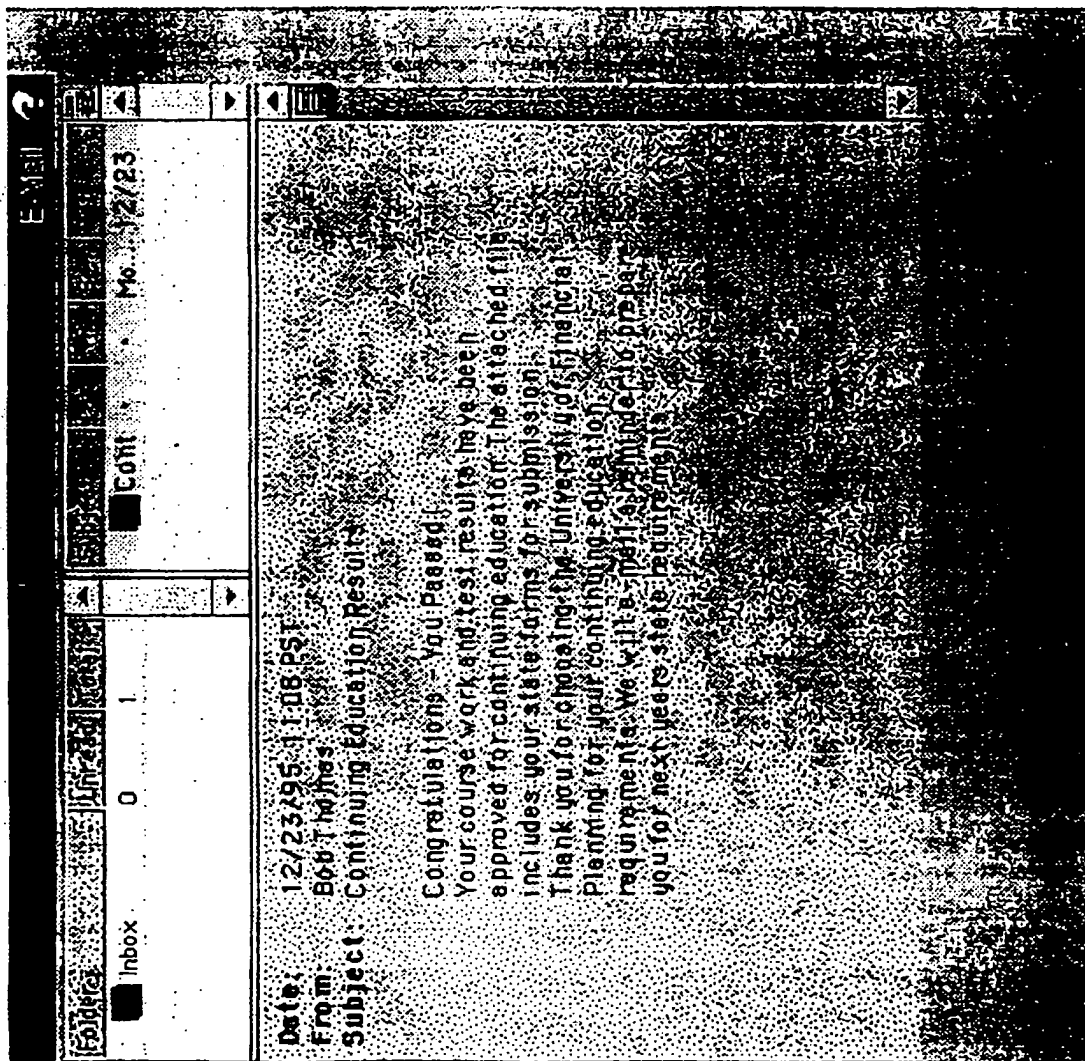 E-Mail ?
Folders Unread Total
Inbox 0 1
Cont Mo... 12/23
Date: 12/23/95 11:08 PST
From Bob Thomas
Subject: Continuing Education Results
Congratulations - You Passed!
Your course work and test results have been
approved for continuing education. The attached file
includes your state forms for submission.
Thank you for choosing the University of Financial
Planning for your continuing education
requirements. We will e-mail a reminder to prepare
you for next years state requirements.